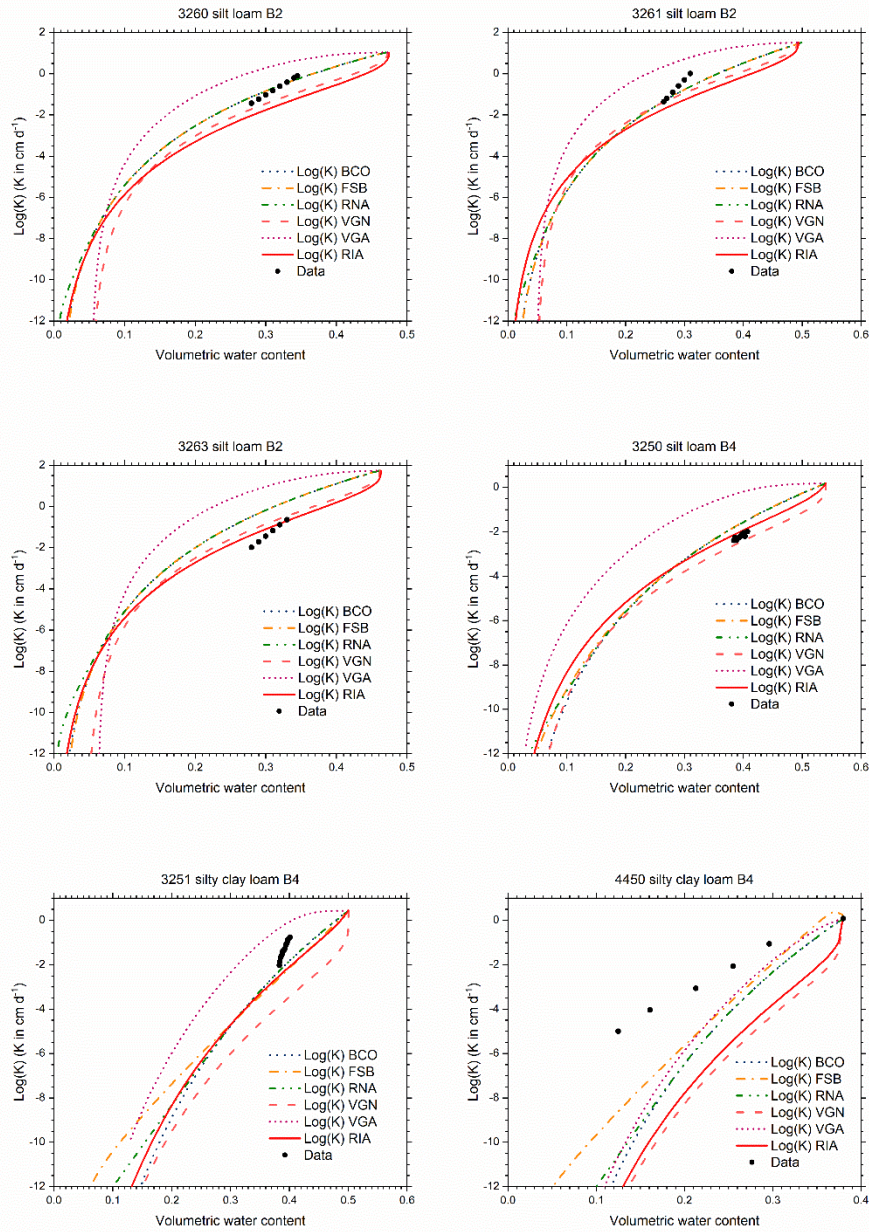 3260 silt loam B2
2
0
-2
-4
-6
-8
-10
-12
Log(K) (K in cm d⁻¹)
Log(K) BCO
Log(K) FSB
Log(K) RNA
Log(K) VGN
Log(K) VGA
Log(K) RIA
Data
0.0 0.1 0.2 0.3 0.4 0.5
Volumetric water content
3261 silt loam B2
2
0
-2
-4
-6
-8
-10
-12
Log(K) (K in cm d⁻¹)
Log(K) BCO
Log(K) FSB
Log(K) RNA
Log(K) VGN
Log(K) VGA
Log(K) RIA
Data
0.0 0.1 0.2 0.3 0.4 0.5 0.6
Volumetric water content
3263 silt loam B2
2
0
-2
-4
-6
-8
-10
-12
Log(K) (K in cm d⁻¹)
Log(K) BCO
Log(K) FSB
Log(K) RNA
Log(K) VGN
Log(K) VGA
Log(K) RIA
Data
0.0 0.1 0.2 0.3 0.4 0.5
Volumetric water content
3250 silt loam B4
2
0
-2
-4
-6
-8
-10
-12
Log(K) (K in cm d⁻¹)
Log(K) BCO
Log(K) FSB
Log(K) RNA
Log(K) VGN
Log(K) VGA
Log(K) RIA
Data
0.0 0.1 0.2 0.3 0.4 0.5 0.6
Volumetric water content
3251 silty clay loam B4
0
-2
-4
-6
-8
-10
-12
Log(K) (K in cm d⁻¹)
Log(K) BCO
Log(K) FSB
Log(K) RNA
Log(K) VGN
Log(K) VGA
Log(K) RIA
Data
0.0 0.1 0.2 0.3 0.4 0.5 0.6
Volumetric water content
4450 silty clay loam B4
0
-2
-4
-6
-8
-10
-12
Log(K) (K in cm d⁻¹)
Log(K) BCO
Log(K) FSB
Log(K) RNA
Log(K) VGN
Log(K) VGA
Log(K) RIA
Data
0.0 0.1 0.2 0.3 0.4
Volumetric water content